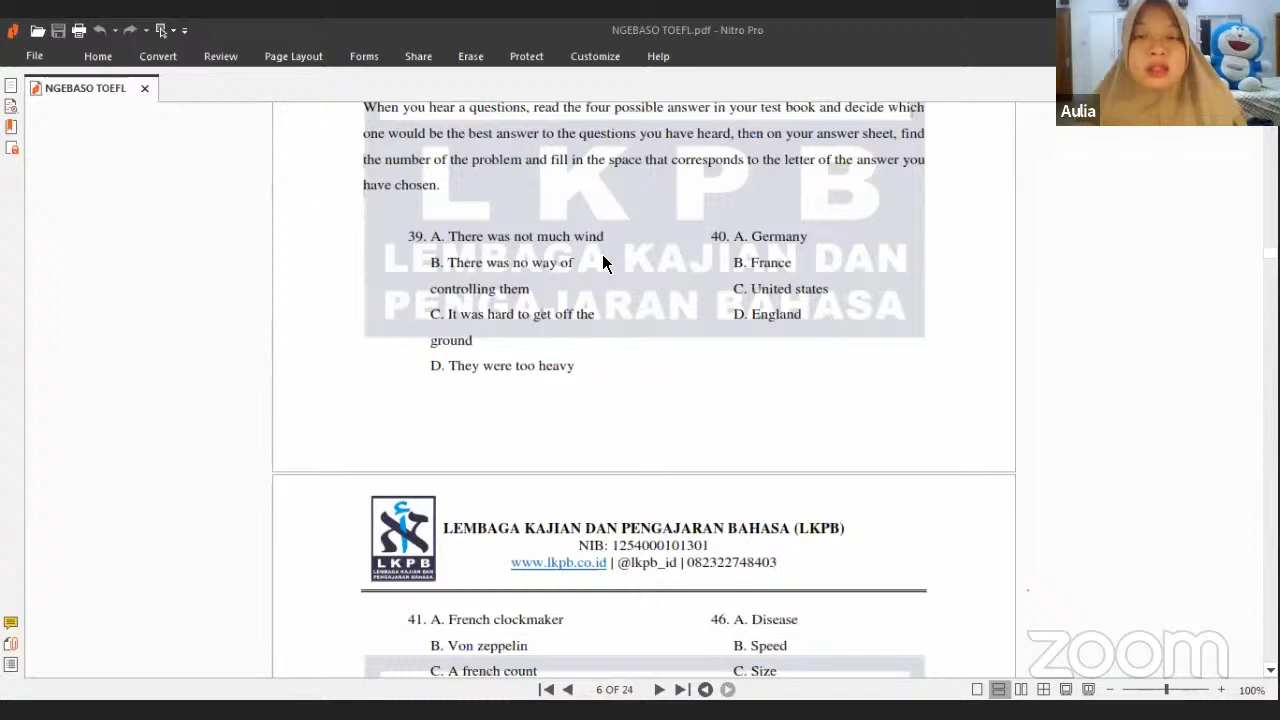 NGEBASO TOEFL.pdf - Nitro Pro
File Home Convert Review Page Layout Forms Share Erase Protect Customize Help
NGEBASO TOEFL
Aulia
When you hear a questions, read the four possible answer in your test book and decide which
one would be the best answer to the questions you have heard, then on your answer sheet, find
the number of the problem and fill in the space that corresponds to the letter of the answer you
have chosen.
LKPB
LEMBAGA KAJIAN DAN
PENGAJARAN BAHASA
39. A. There was not much wind
B. There was no way of
controlling them
C. It was hard to get off the
ground
D. They were too heavy
40. A. Germany
B. France
C. United states
D. England
LKPB
LEMBAGA KAJIAN DAN
PENGAJARAN BAHASA
LEMBAGA KAJIAN DAN PENGAJARAN BAHASA (LKPB)
NIB: 1254000101301
www.lkpb.co.id | @lkpb_id | 082322748403
41. A. French clockmaker
B. Von zeppelin
C. A french count
46. A. Disease
B. Speed
C. Size
zoom
6 OF 24
100%